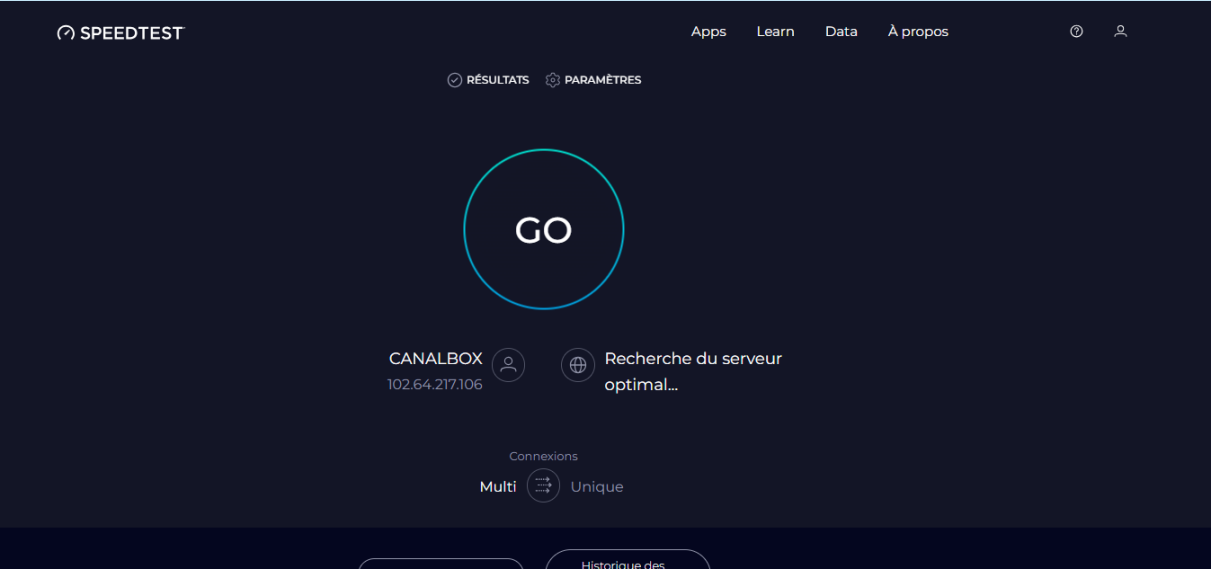 SPEEDTEST
Apps Learn Data À propos
RÉSULTATS PARAMÈTRES
GO
CANALBOX
102.64.217.106
Recherche du serveur
optimal...
Connexions
Multi Unique
Historique des